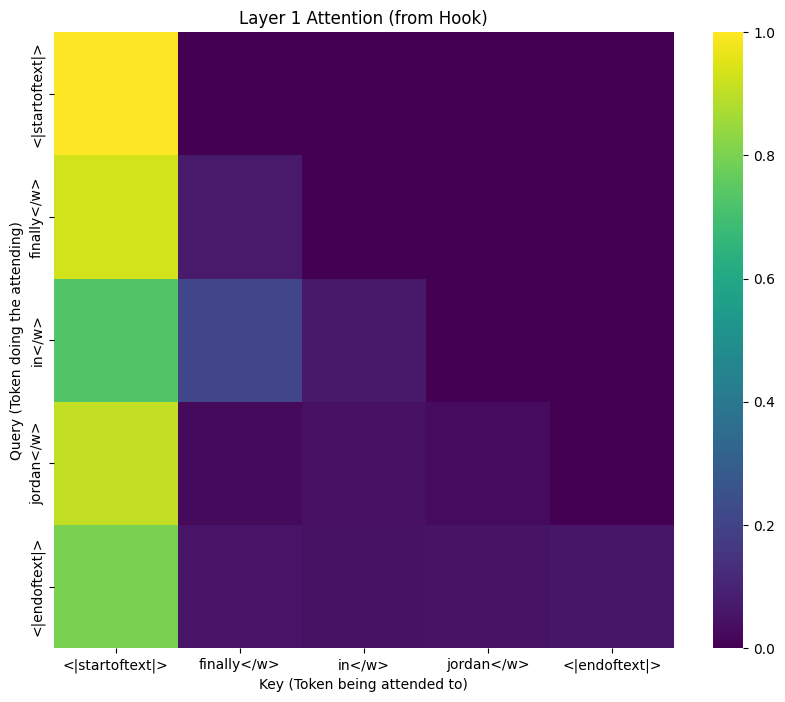 Layer 1 Attention (from Hook)
Query (Token doing the attending)
<|startoftext|>
finally</w>
in</w>
jordan</w>
<|endoftext|>
<|startoftext|>
finally</w>
in</w>
jordan</w>
<|endoftext|>
Key (Token being attended to)
1.0
0.8
0.6
0.4
0.2
0.0